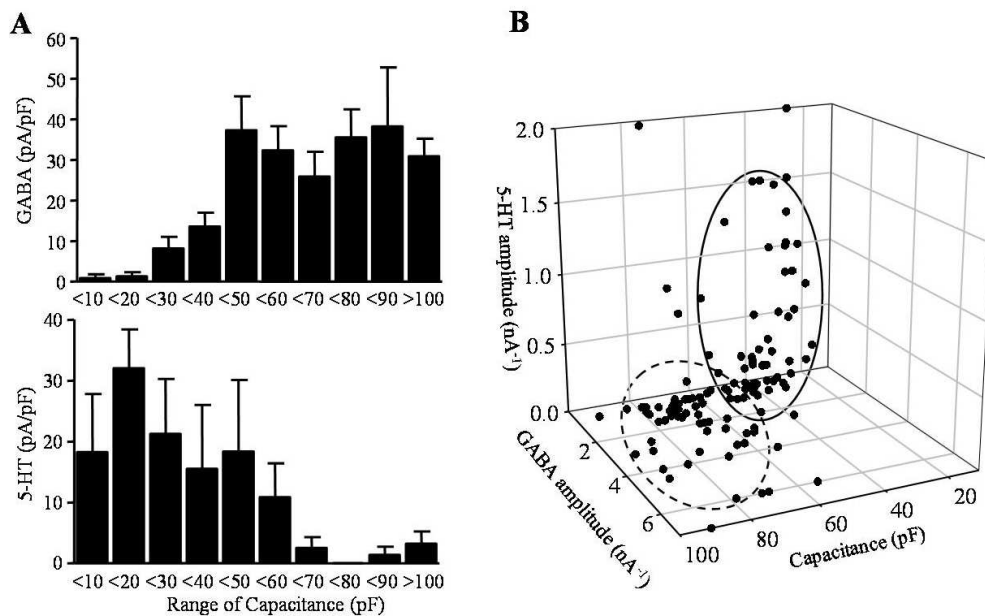 A
GABA (pA/pF)
60
50
40
30
20
10
0
<10 <20 <30 <40 <50 <60 <70 <80 <90 >100
5-HT (pA/pF)
40
30
20
10
0
<10 <20 <30 <40 <50 <60 <70 <80 <90 >100
Range of Capacitance (pF)
B
5-HT amplitude (nA⁻¹)
2.0
1.5
1.0
0.5
0.0
GABA amplitude (nA⁻¹)
2
4
6
100 80 60 40 20
Capacitance (pF)